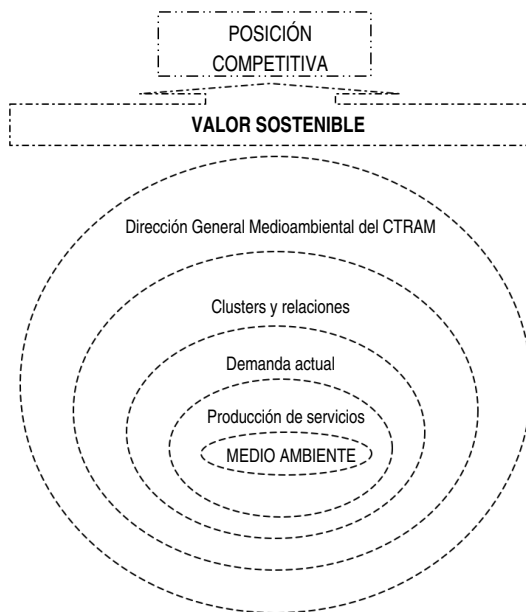 POSICIÓN
COMPETITIVA
VALOR SOSTENIBLE
Dirección General Medioambiental del CTRAM
Clusters y relaciones
Demanda actual
Producción de servicios
MEDIO AMBIENTE